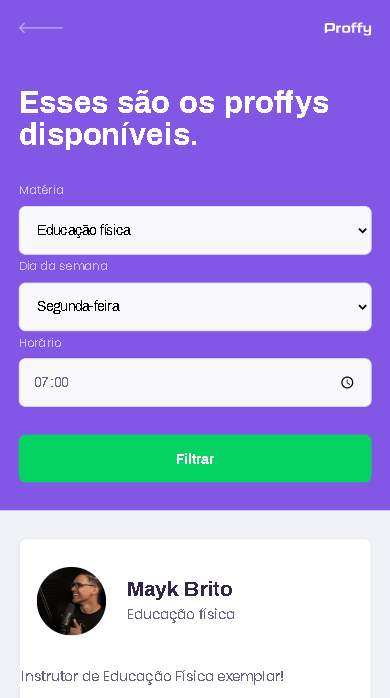 Proffy
Esses são os proffys
disponíveis.
Matéria
Educação física
Dia da semana
Segunda-feira
Horário
07:00
Filtrar
Mayk Brito
Educação física
Instrutor de Educação Física exemplar!